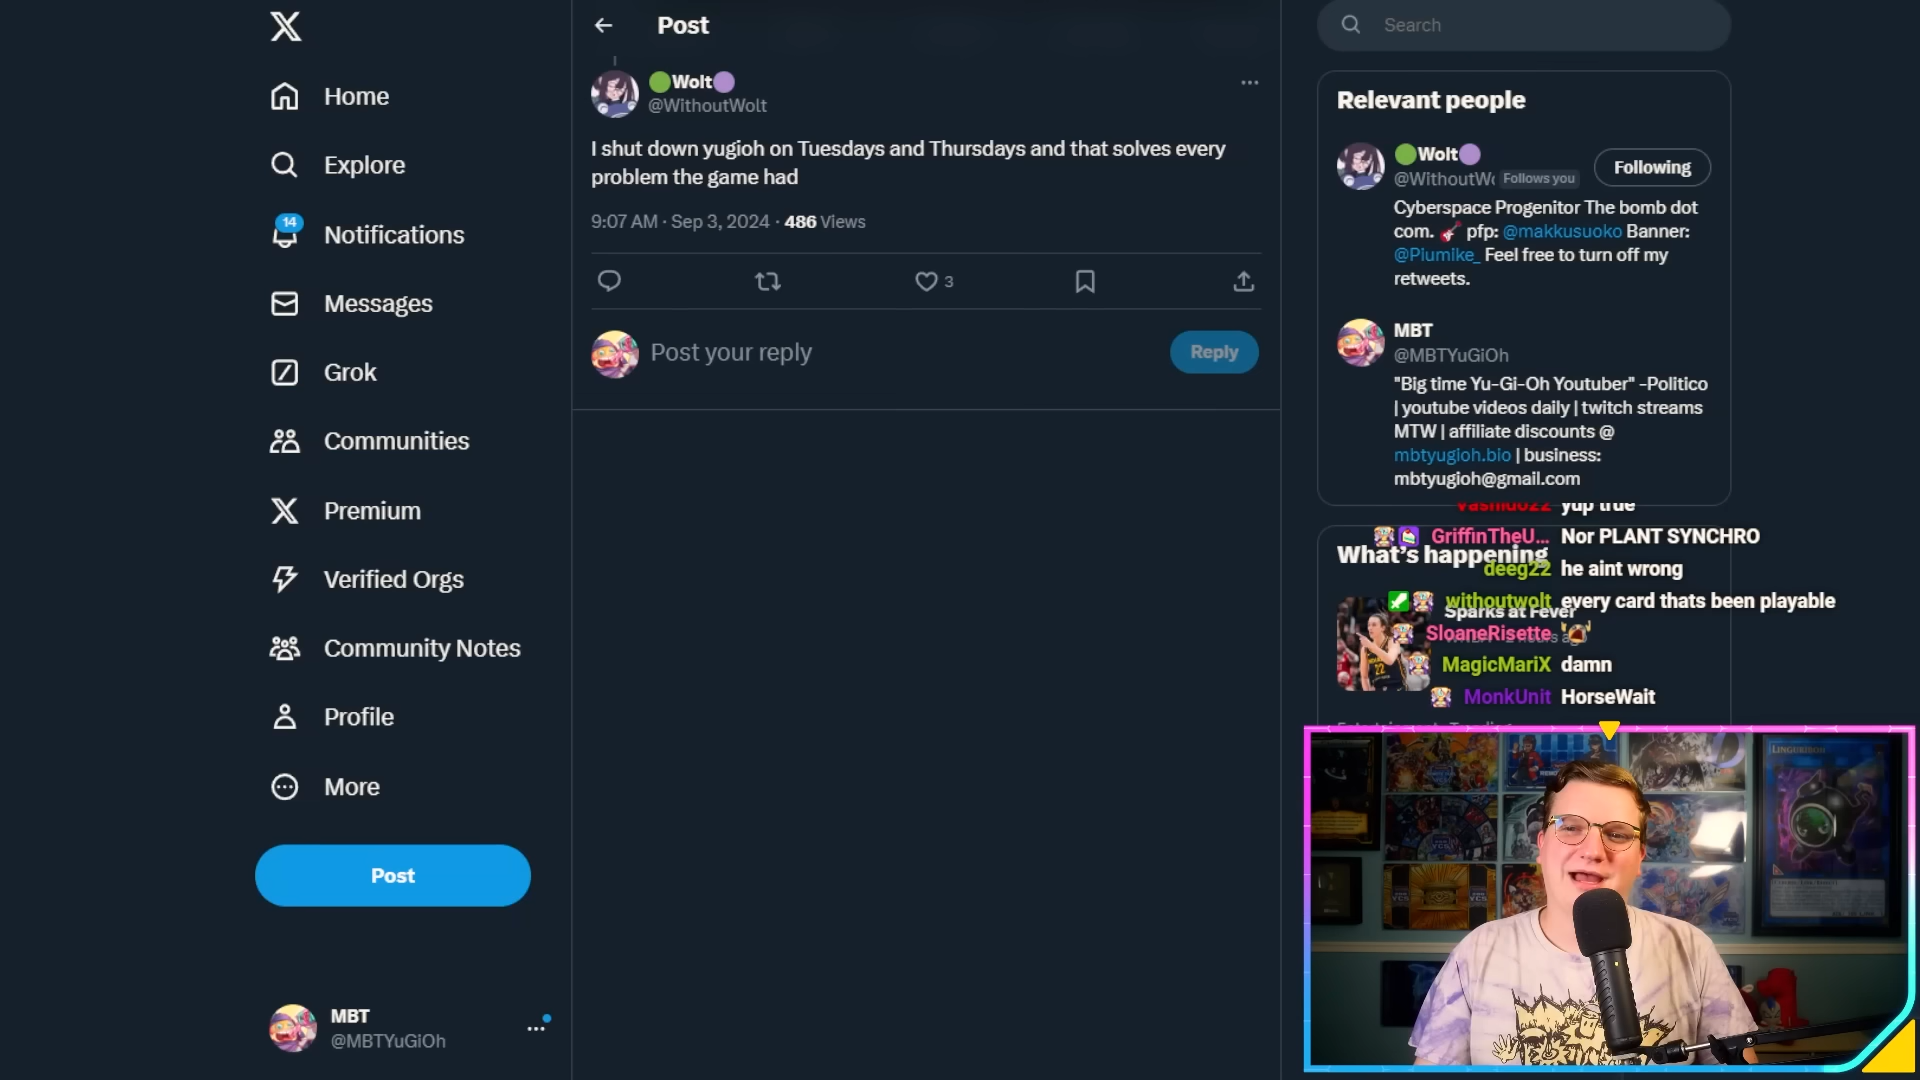 Home
Explore
14
Notifications
Messages
Grok
Communities
Premium
Verified Orgs
Community Notes
Profile
More
Post
MBT
@MBTYuGiOh
Post
Wolt
@WithoutWolt
I shut down yugioh on Tuesdays and Thursdays and that solves every
problem the game had
9:07 AM · Sep 3, 2024 · 486 Views
3
Post your reply
Reply
Search
Relevant people
Wolt
@WithoutWo Follows you
Following
Cyberspace Progenitor The bomb dot
com. 🎸 pfp: @makkusuoko Banner:
@Plumike_ Feel free to turn off my
retweets.
MBT
@MBTYuGiOh
"Big time Yu-Gi-Oh Youtuber" -Politico
| youtube videos daily | twitch streams
MTW | affiliate discounts @
mbtyugioh.bio | business:
mbtyugioh@gmail.com
yup true
GriffinTheU... Nor PLANT SYNCHRO
What's happening
deeg22 he aint wrong
withoutwolt every card thats been playable
Sparks at Fever
SloaneRisette
MagicMariX damn
MonkUnit HorseWait
LINGURIBOH
22